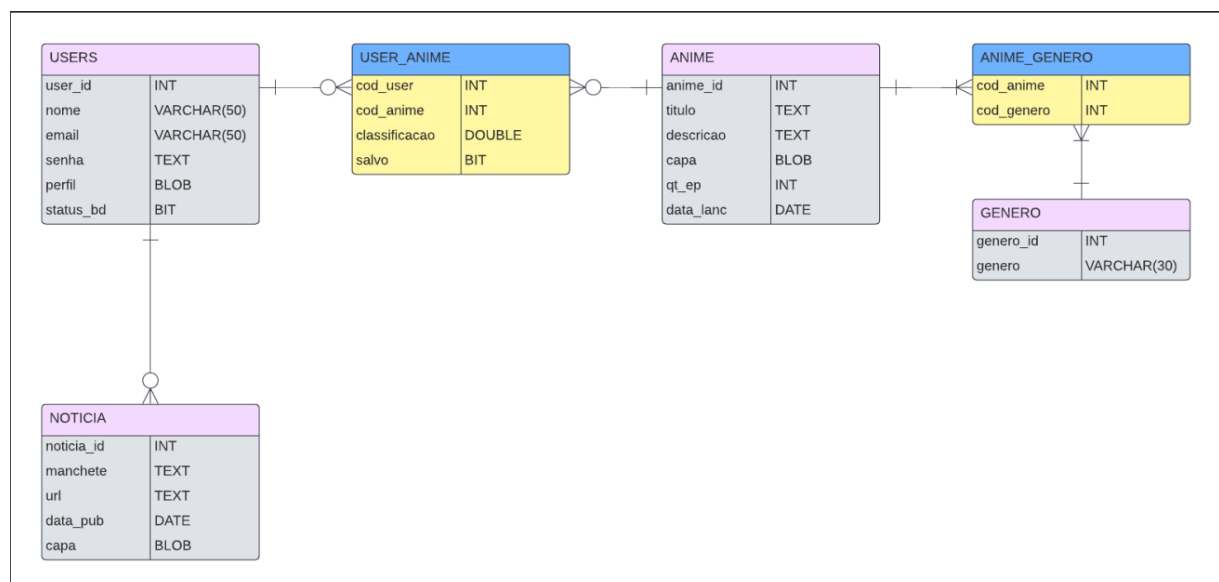 USERS
user_id INT
nome VARCHAR(50)
email VARCHAR(50)
senha TEXT
perfil BLOB
status_bd BIT
USER_ANIME
cod_user INT
cod_anime INT
classificacao DOUBLE
salvo BIT
ANIME
anime_id INT
titulo TEXT
descricao TEXT
capa BLOB
qt_ep INT
data_lanc DATE
ANIME_GENERO
cod_anime INT
cod_genero INT
GENERO
genero_id INT
genero VARCHAR(30)
NOTICIA
noticia_id INT
manchete TEXT
url TEXT
data_pub DATE
capa BLOB